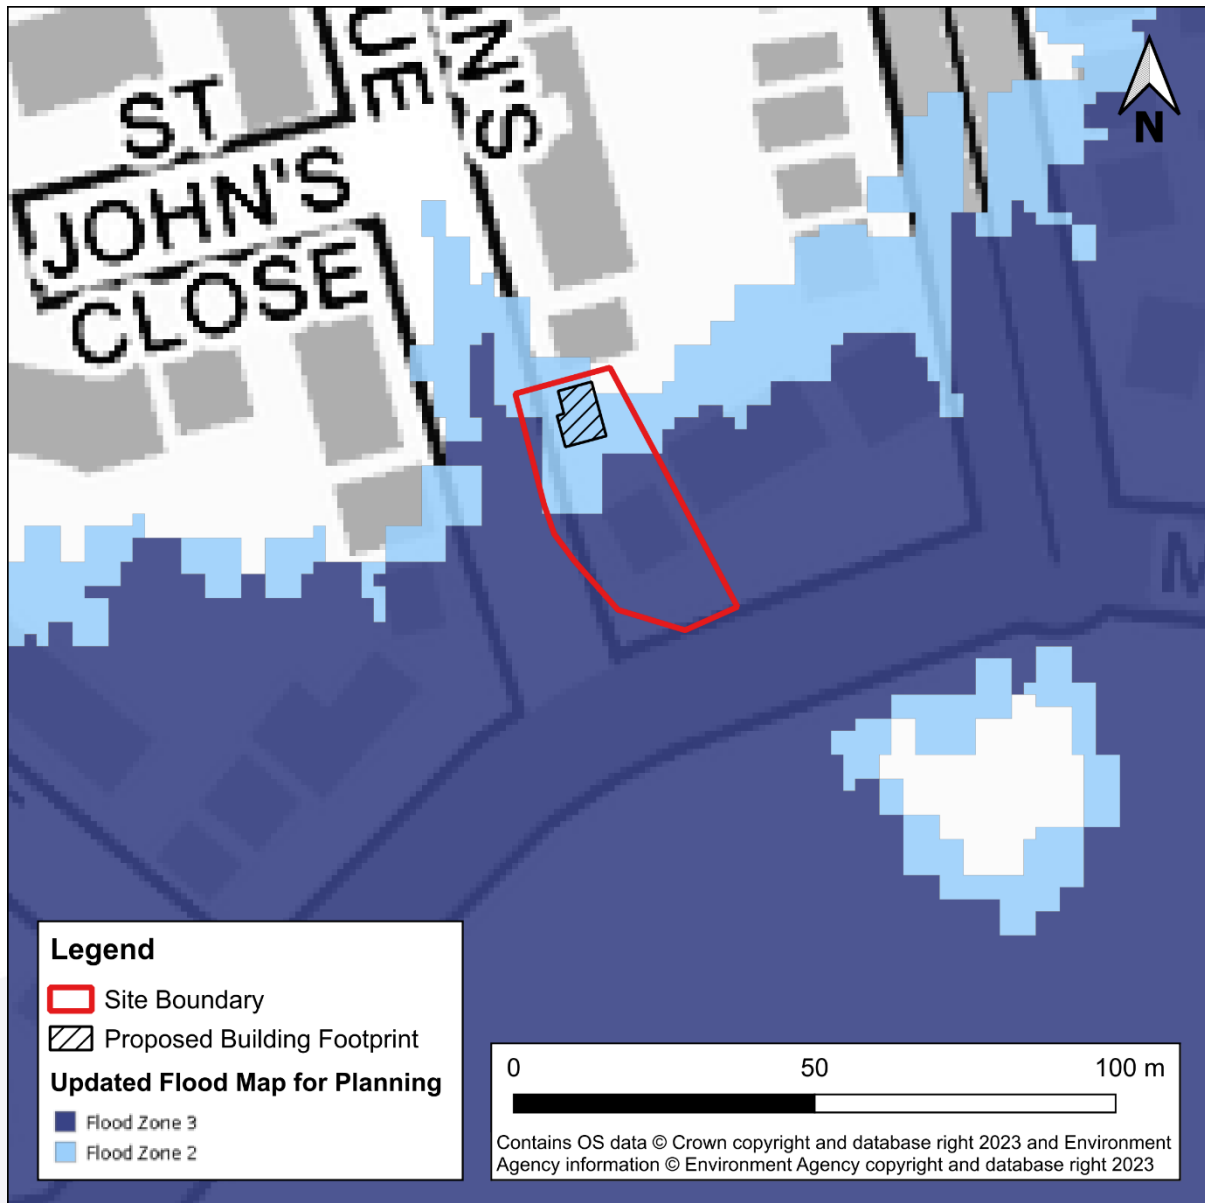 ST
JOHN'S
CLOSE
UE
N'S
N
M
Legend
Site Boundary
Proposed Building Footprint
Updated Flood Map for Planning
Flood Zone 3
Flood Zone 2
0 50 100 m
Contains OS data © Crown copyright and database right 2023 and Environment
Agency information © Environment Agency copyright and database right 2023